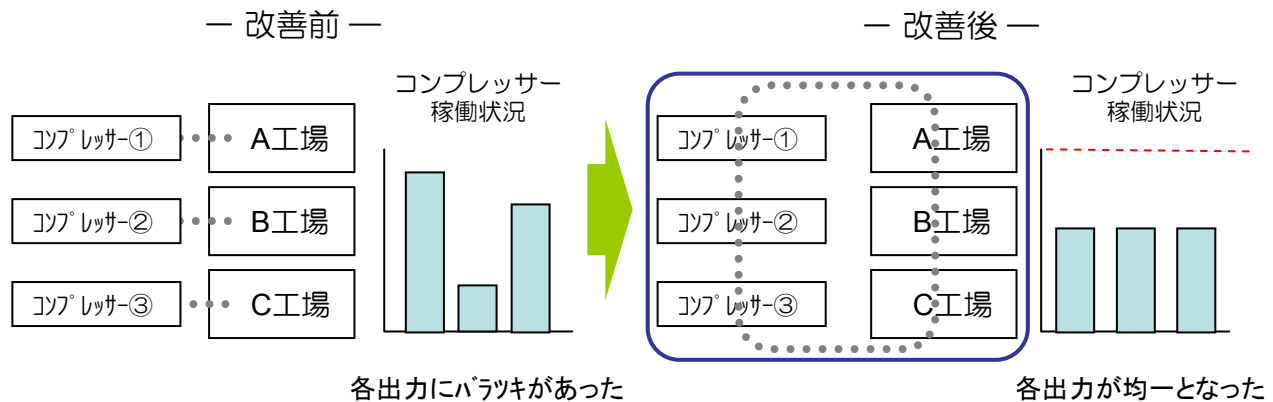 ― 改善前 ―
コンプレッサー
稼働状況
ｺﾝﾌﾟﾚｯｻｰ①
A工場
ｺﾝﾌﾟﾚｯｻｰ②
B工場
ｺﾝﾌﾟﾚｯｻｰ③
C工場
各出力にﾊﾞﾗﾂｷがあった
― 改善後 ―
コンプレッサー
稼働状況
ｺﾝﾌﾟﾚｯｻｰ①
A工場
ｺﾝﾌﾟﾚｯｻｰ②
B工場
ｺﾝﾌﾟﾚｯｻｰ③
C工場
各出力が均一となった